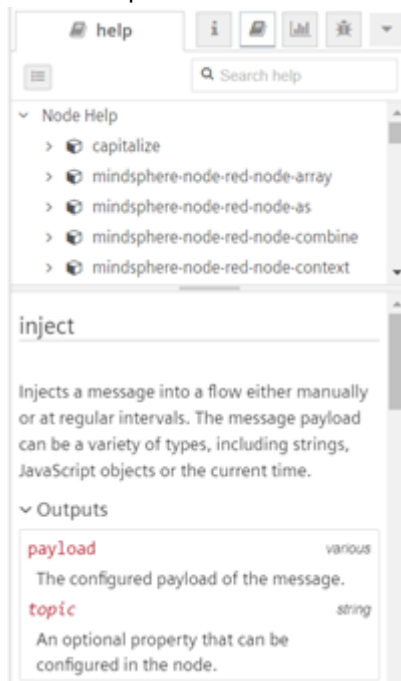 help
Search help
Node Help
capitalize
mindsphere-node-red-node-array
mindsphere-node-red-node-as
mindsphere-node-red-node-combine
mindsphere-node-red-node-context
inject
Injects a message into a flow either manually
or at regular intervals. The message payload
can be a variety of types, including strings,
JavaScript objects or the current time.
Outputs
payload various
The configured payload of the message.
topic string
An optional property that can be
configured in the node.